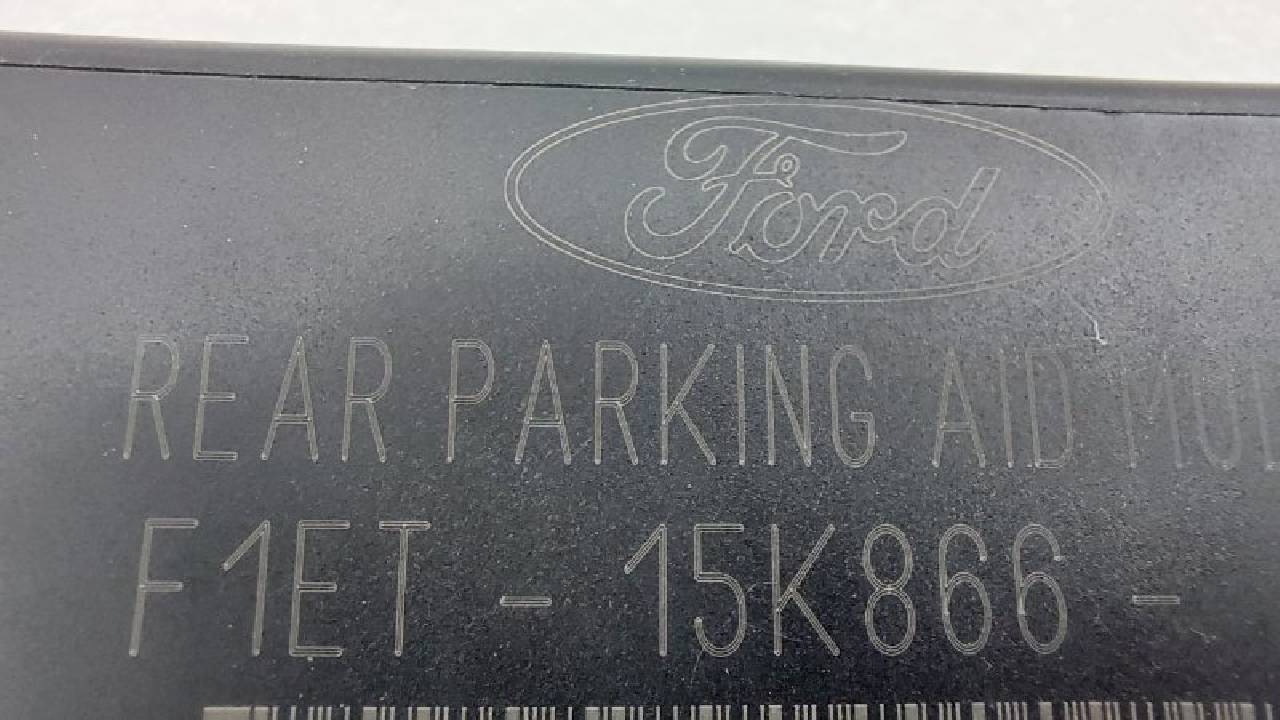 Ford
REAR PARKING AID
F1ET - 15K866 -